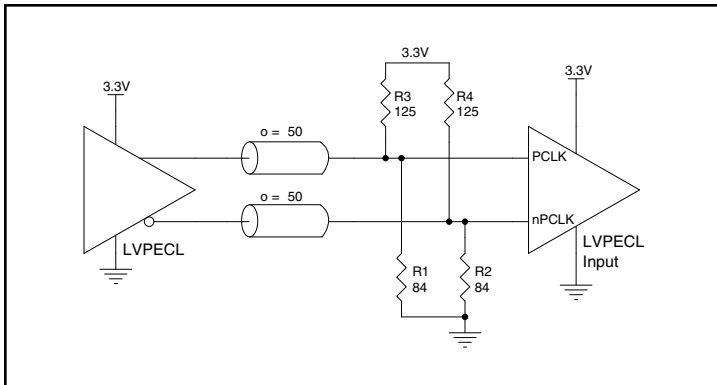 3.3V
3.3V
3.3V
R3
125
R4
125
o = 50
o = 50
PCLK
nPCLK
LVPECL
LVPECL
Input
R1
84
R2
84